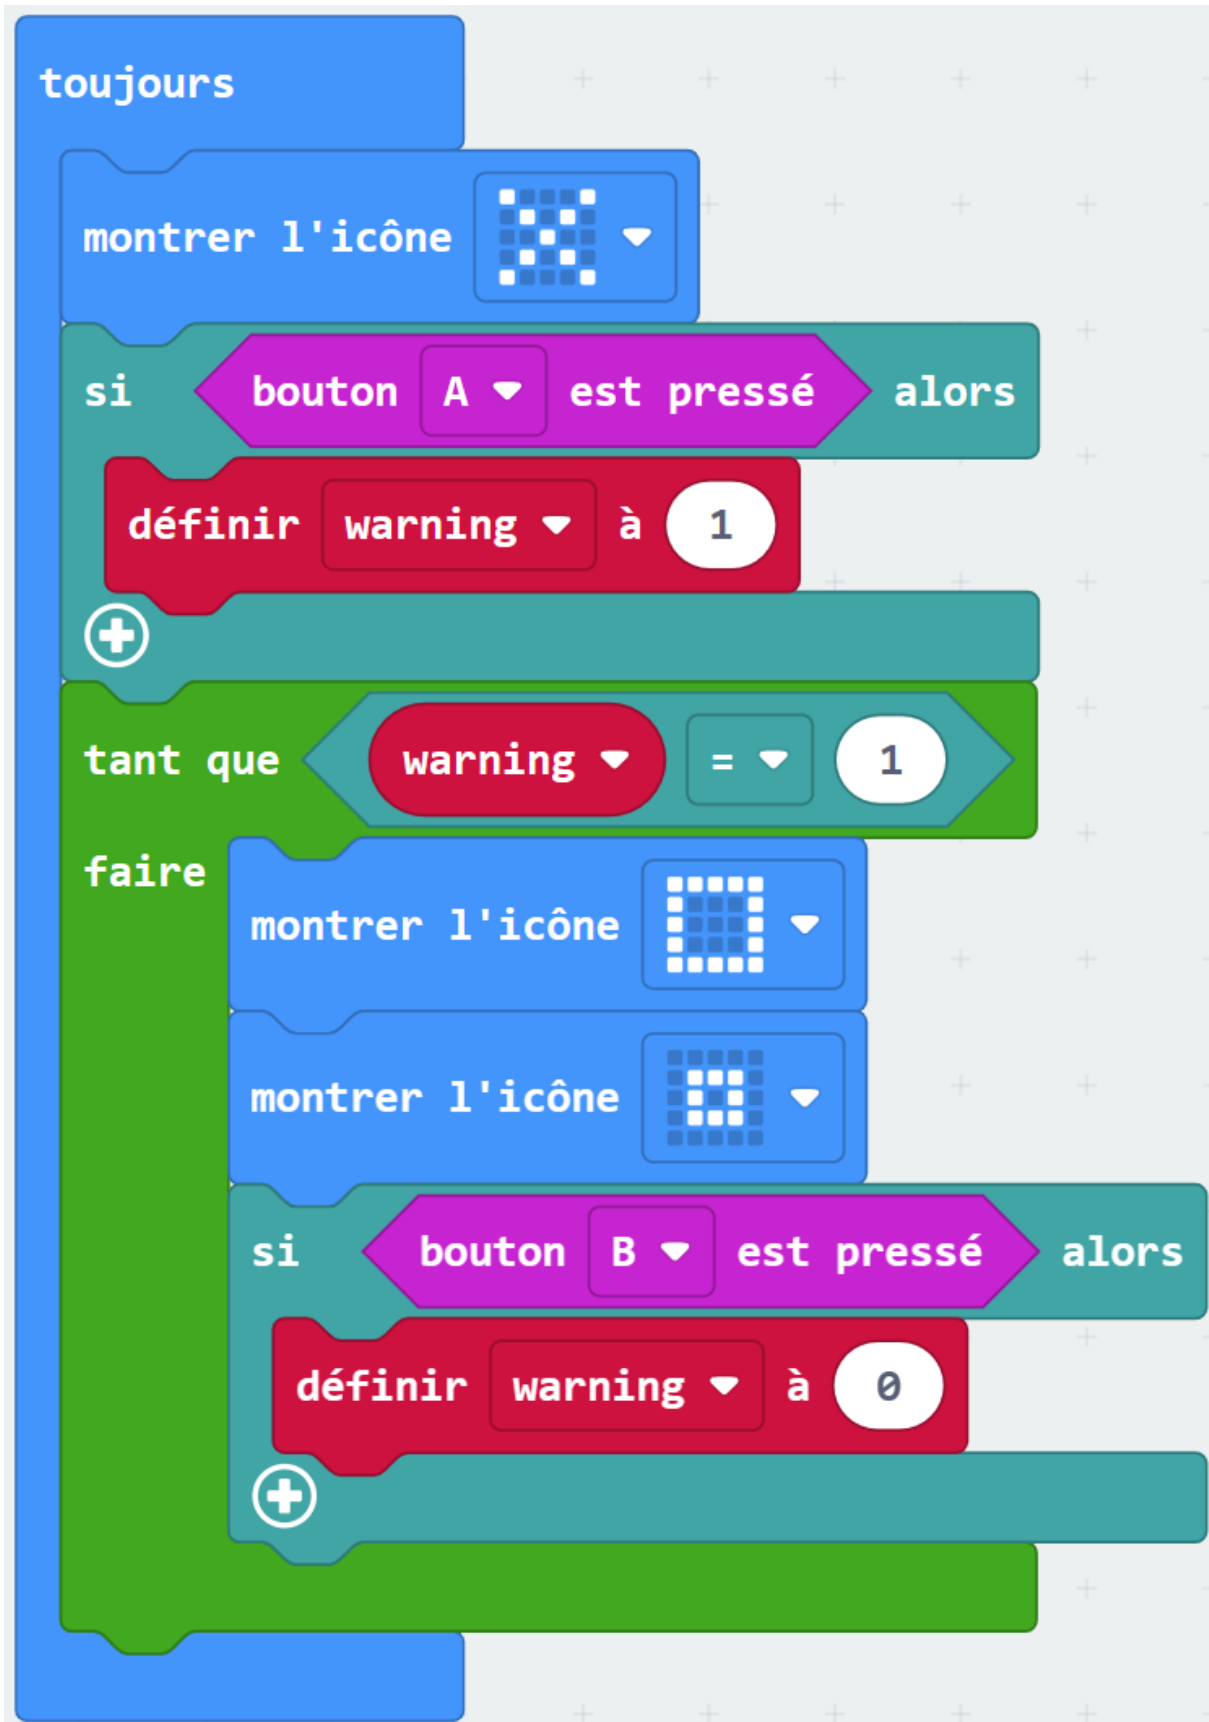 toujours
montrer l'icône
si bouton A est pressé alors
définir warning à 1
tant que warning = 1
faire
montrer l'icône
montrer l'icône
si bouton B est pressé alors
définir warning à 0